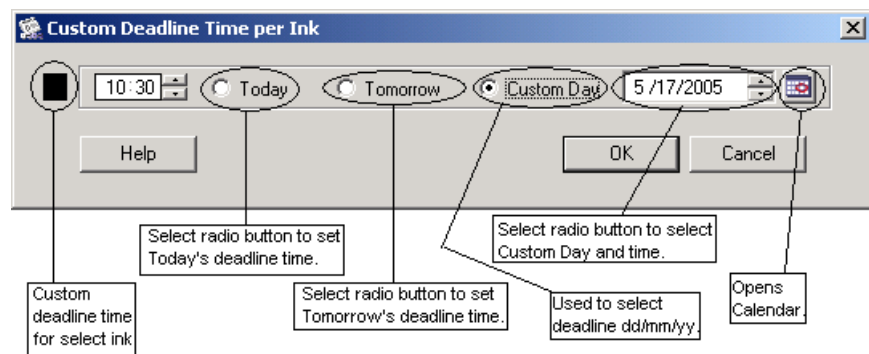 Custom Deadline Time per Ink
10:30 Today Tomorrow Custom Day 5 /17/2005
Help OK Cancel
Select radio button to set
Today's deadline time.
Select radio button to select
Custom Day and time.
Custom
deadline time
for select ink
Select radio button to set
Tomorrow's deadline time.
Used to select
deadline dd/mm/yy.
Opens
Calendar.